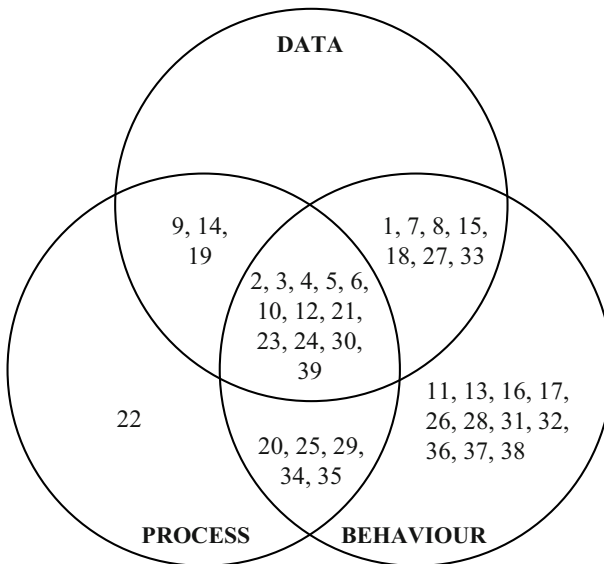 DATA
9, 14,
19
1, 7, 8, 15,
18, 27, 33
2, 3, 4, 5, 6,
10, 12, 21,
23, 24, 30,
39
11, 13, 16, 17,
26, 28, 31, 32,
36, 37, 38
22
20, 25, 29,
34, 35
PROCESS
BEHAVIOUR